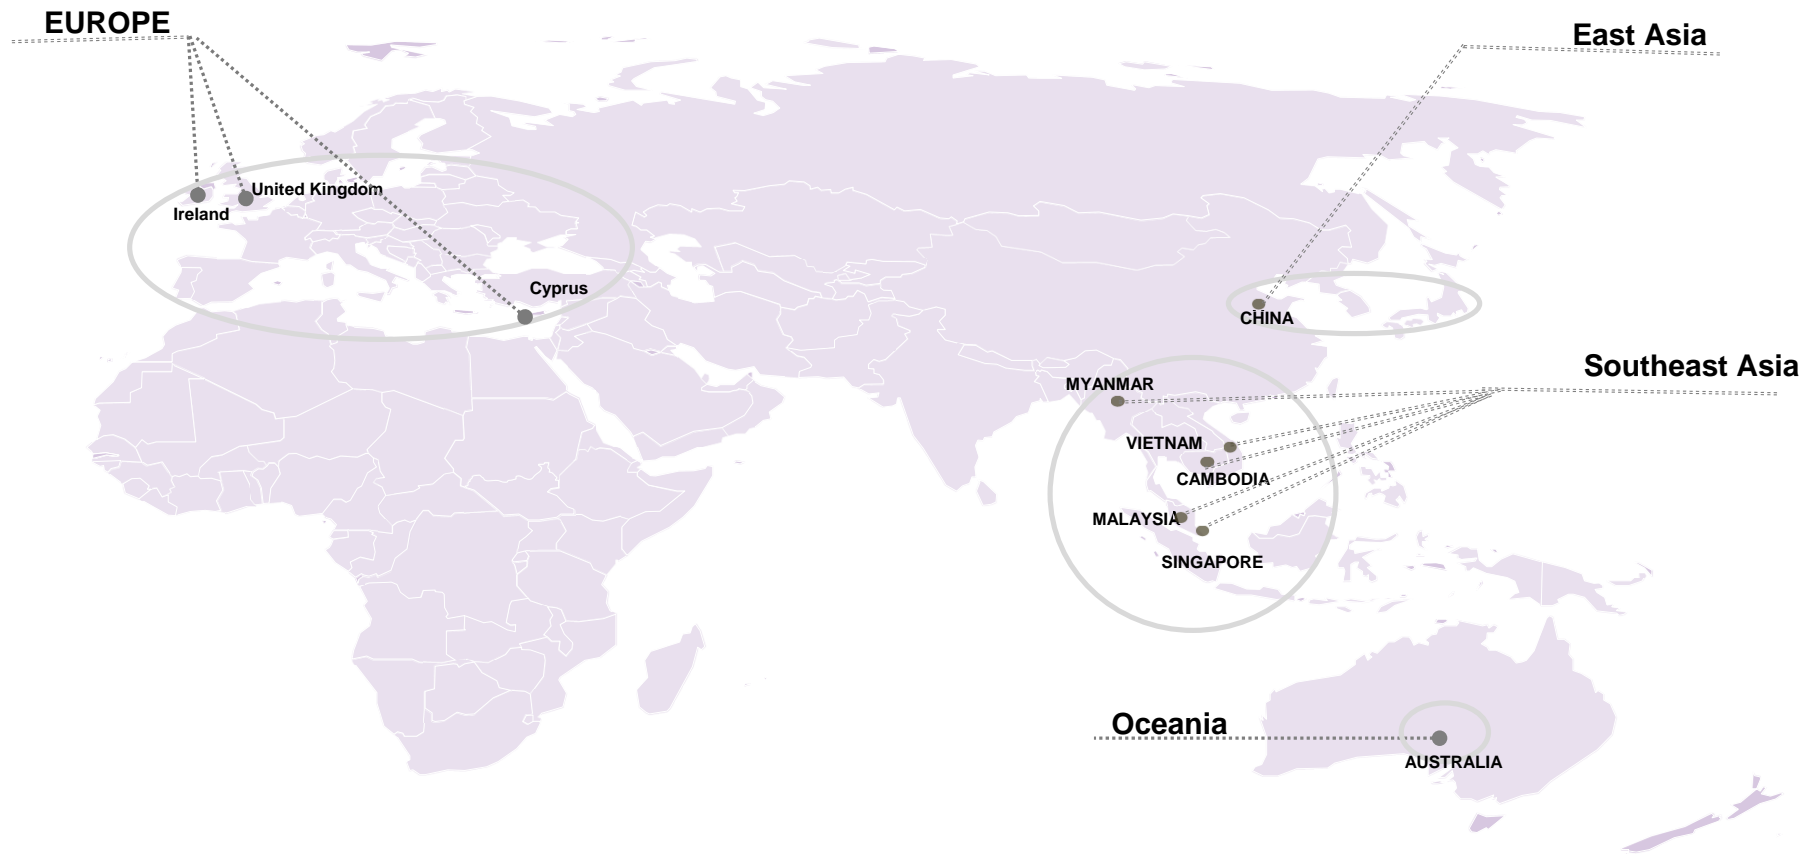 EUROPE
East Asia
United Kingdom
Ireland
Cyprus
CHINA
Southeast Asia
MYANMAR
VIETNAM
CAMBODIA
MALAYSIA
SINGAPORE
Oceania
AUSTRALIA